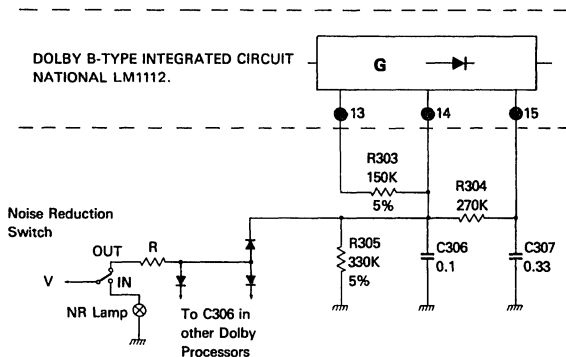 DOLBY B-TYPE INTEGRATED CIRCUIT
NATIONAL LM1112.
G
13
14
15
R303
150K
5%
R304
270K
Noise Reduction
Switch
OUT
R
R305
330K
5%
C306
0.1
C307
0.33
V
IN
NR Lamp
To C306 in
other Dolby
Processors